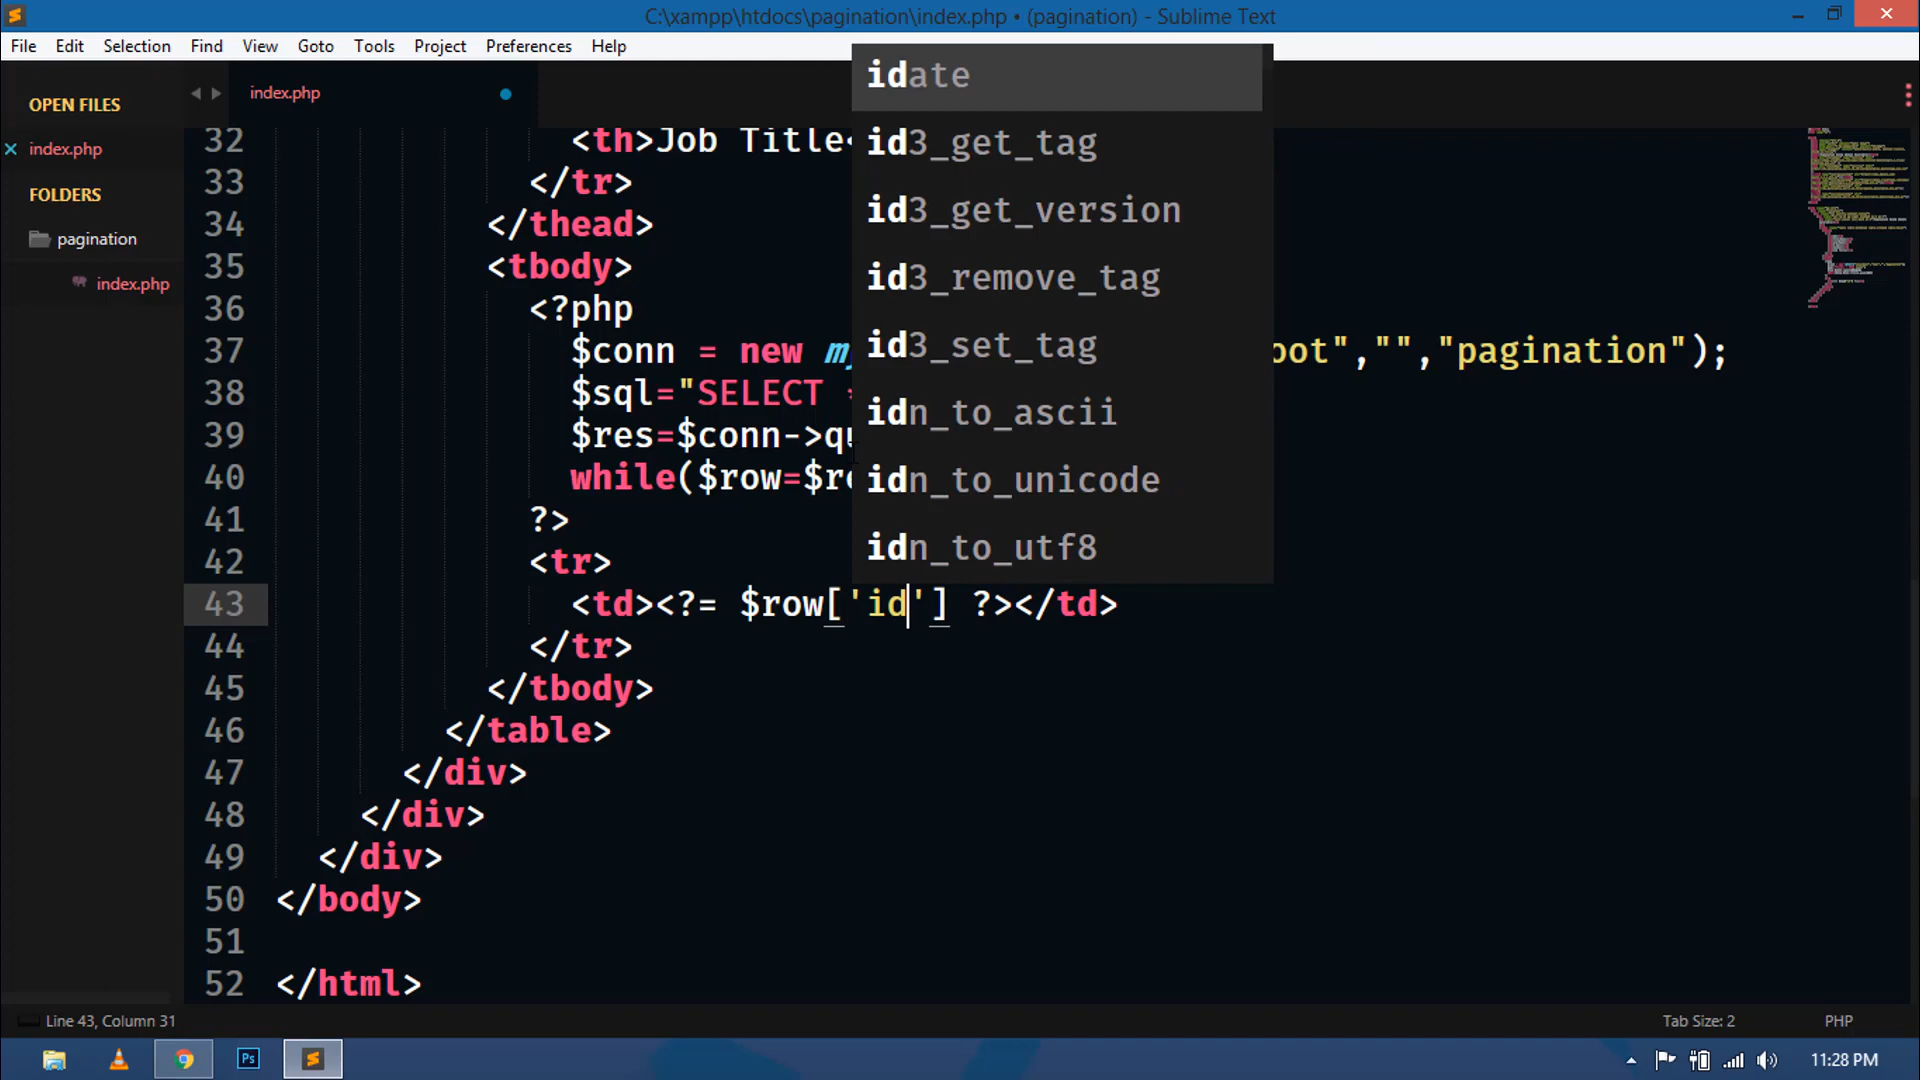 C:\xampp\htdocs\pagination\index.php • (pagination) - Sublime Text
File Edit Selection Find View Goto Tools Project Preferences Help
OPEN FILES
index.php
FOLDERS
pagination
index.php
index.php
32 <th>Job Title<
33 </tr>
34 </thead>
35 <tbody>
36 <?php
37 $conn = new my oot","","pagination");
38 $sql="SELECT
39 $res=$conn->qu
40 while($row=$re
41 ?>
42 <tr>
43 <td><?= $row['id'] ?></td>
44 </tr>
45 </tbody>
46 </table>
47 </div>
48 </div>
49 </div>
50 </body>
51
52 </html>
idate
id3_get_tag
id3_get_version
id3_remove_tag
id3_set_tag
idn_to_ascii
idn_to_unicode
idn_to_utf8
Line 43, Column 31 Tab Size: 2 PHP
Ps
11:28 PM